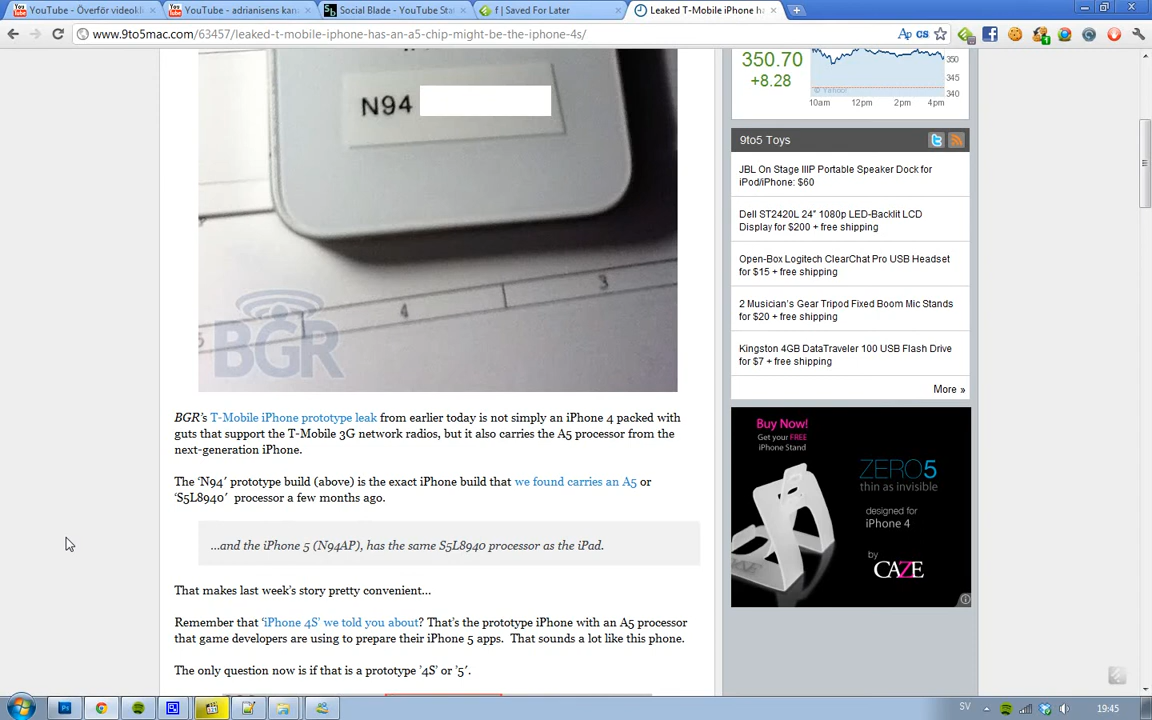 YouTube - Överför videokli
YouTube - adrianisens kan
Social Blade - YouTube Sta
f | Saved For Later
Leaked T-Mobile iPhone ha
www.9to5mac.com/63457/leaked-t-mobile-iphone-has-an-a5-chip-might-be-the-iphone-4s/
N94
5
4
3
BGR
BGR's T-Mobile iPhone prototype leak from earlier today is not simply an iPhone 4 packed with
guts that support the T-Mobile 3G network radios, but it also carries the A5 processor from the
next-generation iPhone.
The 'N94′ prototype build (above) is the exact iPhone build that we found carries an A5 or
'S5L8940′ processor a few months ago.
…and the iPhone 5 (N94AP), has the same S5L8940 processor as the iPad.
That makes last week's story pretty convenient…
Remember that 'iPhone 4S' we told you about? That's the prototype iPhone with an A5 processor
that game developers are using to prepare their iPhone 5 apps. That sounds a lot like this phone.
The only question now is if that is a prototype '4S' or '5′.
350.70
+8.28
350
345
340
© Yahoo!
10am 12pm 2pm 4pm
9to5 Toys
JBL On Stage IIIP Portable Speaker Dock for
iPod/iPhone: $60
Dell ST2420L 24" 1080p LED-Backlit LCD
Display for $200 + free shipping
Open-Box Logitech ClearChat Pro USB Headset
for $15 + free shipping
2 Musician's Gear Tripod Fixed Boom Mic Stands
for $20 + free shipping
Kingston 4GB DataTraveler 100 USB Flash Drive
for $7 + free shipping
More »
Buy Now!
Get your FREE
iPhone Stand
ZERO5
thin as invisible
designed for
iPhone 4
by
CAZE
SV
19:45